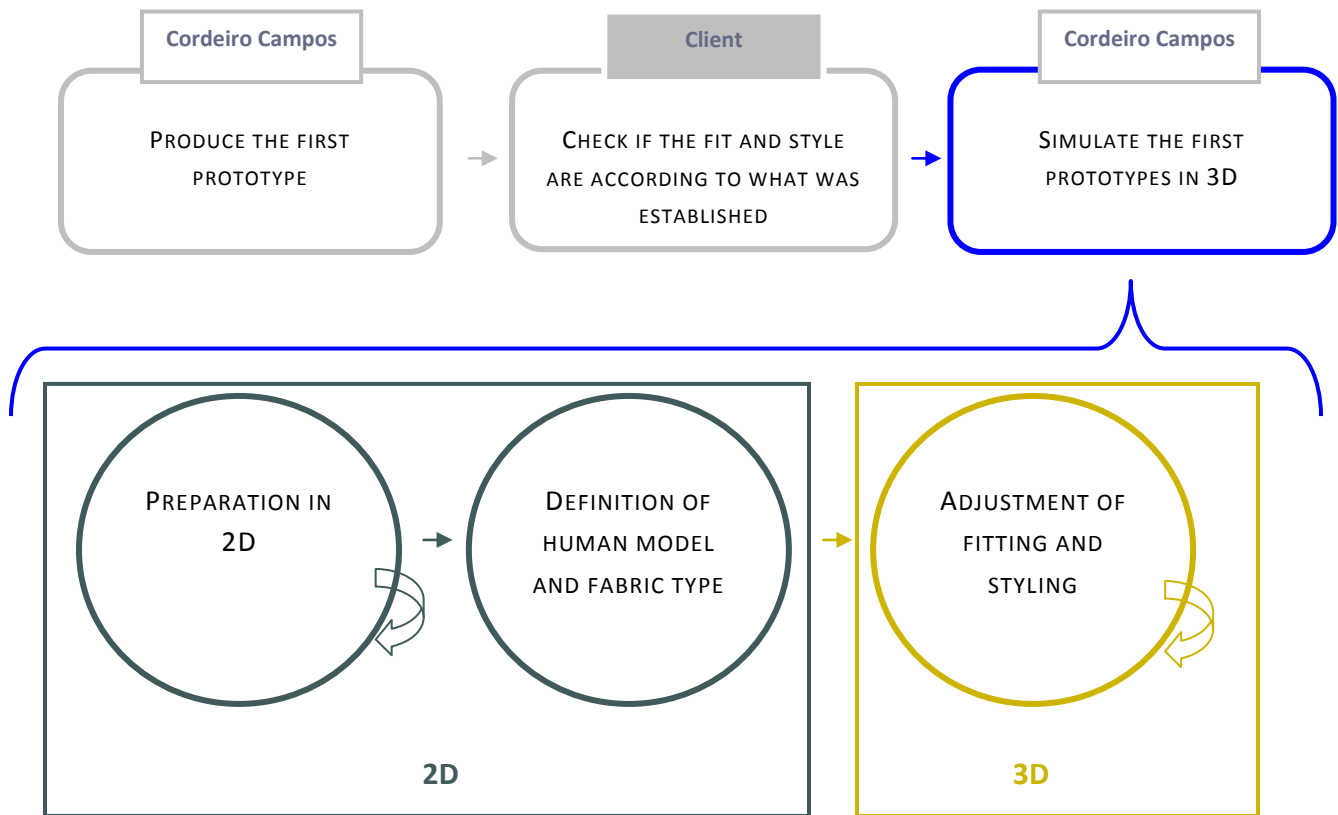 Cordeiro Campos
PRODUCE THE FIRST
PROTOTYPE
Client
CHECK IF THE FIT AND STYLE
ARE ACCORDING TO WHAT WAS
ESTABLISHED
Cordeiro Campos
SIMULATE THE FIRST
PROTOTYPES IN 3D
PREPARATION IN
2D
DEFINITION OF
HUMAN MODEL
AND FABRIC TYPE
2D
ADJUSTMENT OF
FITTING AND
STYLING
3D